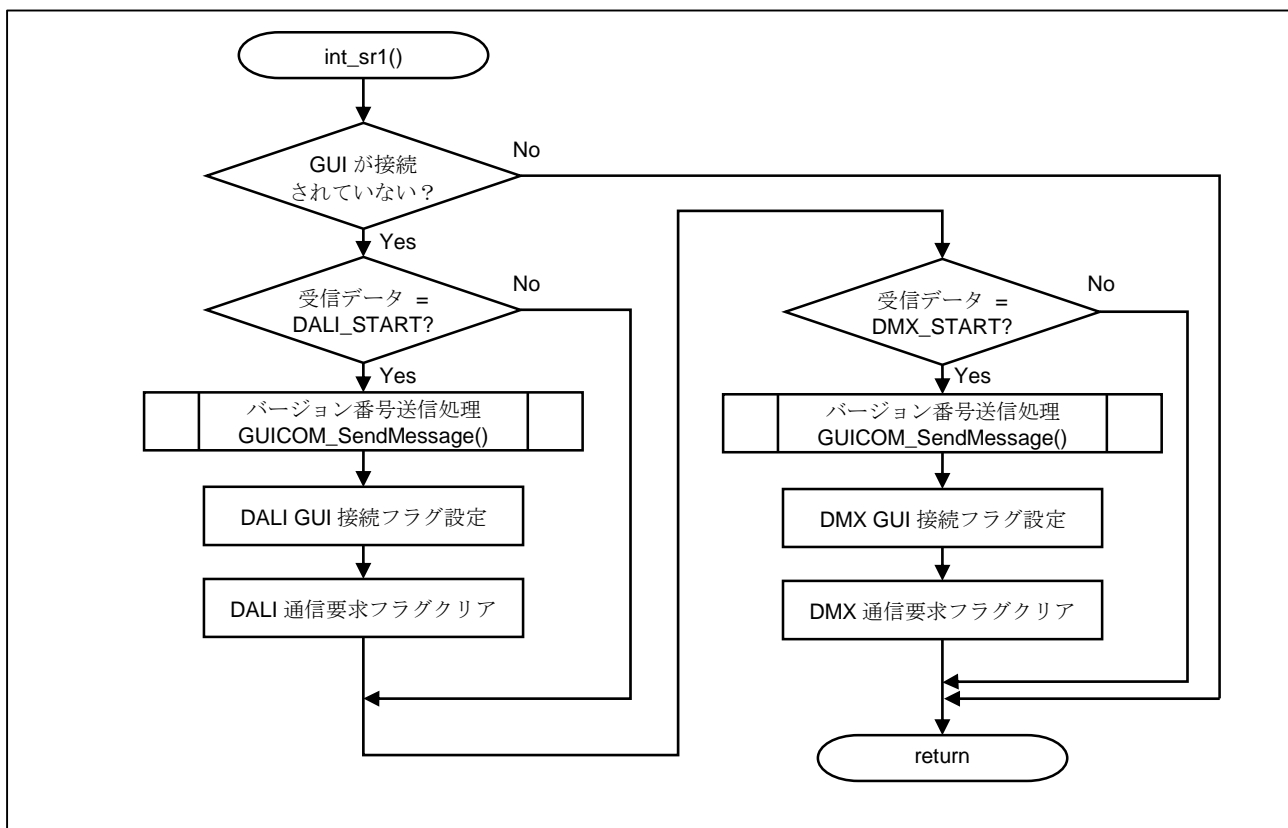 int_sr1()
GUI が接続
されていない？
No
Yes
受信データ =
DALI_START?
No
Yes
バージョン番号送信処理
GUICOM_SendMessage()
DALI GUI 接続フラグ設定
DALI 通信要求フラグクリア
受信データ =
DMX_START?
No
Yes
バージョン番号送信処理
GUICOM_SendMessage()
DMX GUI 接続フラグ設定
DMX 通信要求フラグクリア
return